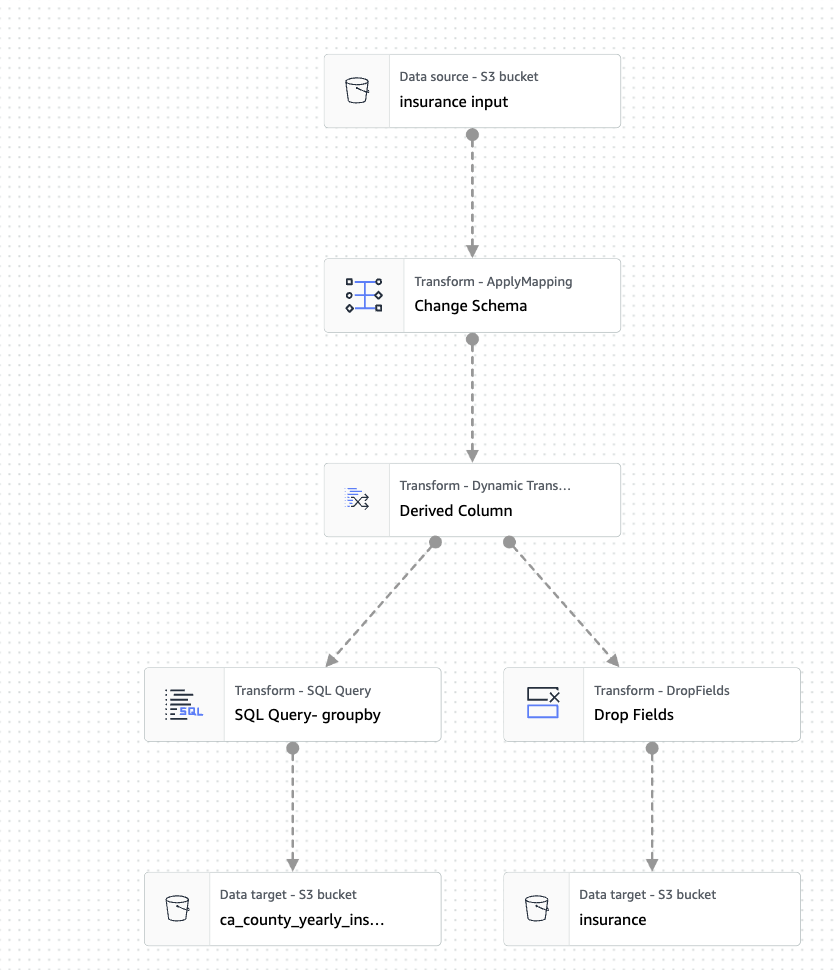 Data source - S3 bucket
insurance input
Transform - ApplyMapping
Change Schema
Transform - Dynamic Trans...
Derived Column
Transform - SQL Query
SQL
SQL Query- groupby
Transform - DropFields
Drop Fields
Data target - S3 bucket
ca_county_yearly_ins...
Data target - S3 bucket
insurance